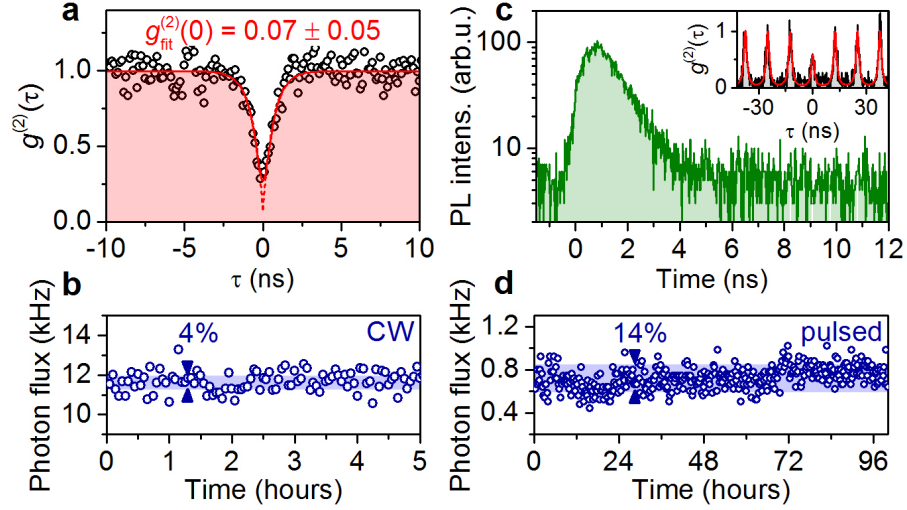 a
g(2)fit(0) = 0.07 ± 0.05
1.0
0.5
0.0
g(2)(τ)
-10 -5 0 5 10
τ (ns)
c
100
10
PL intens. (arb.u.)
0 2 4 6 8 10 12
Time (ns)
1
0
g(2)(τ)
-30 0 30
τ (ns)
b
4%
CW
14
12
10
Photon flux (kHz)
0 1 2 3 4 5
Time (hours)
d
14%
pulsed
1.2
0.8
0.4
Photon flux (kHz)
0 24 48 72 96
Time (hours)